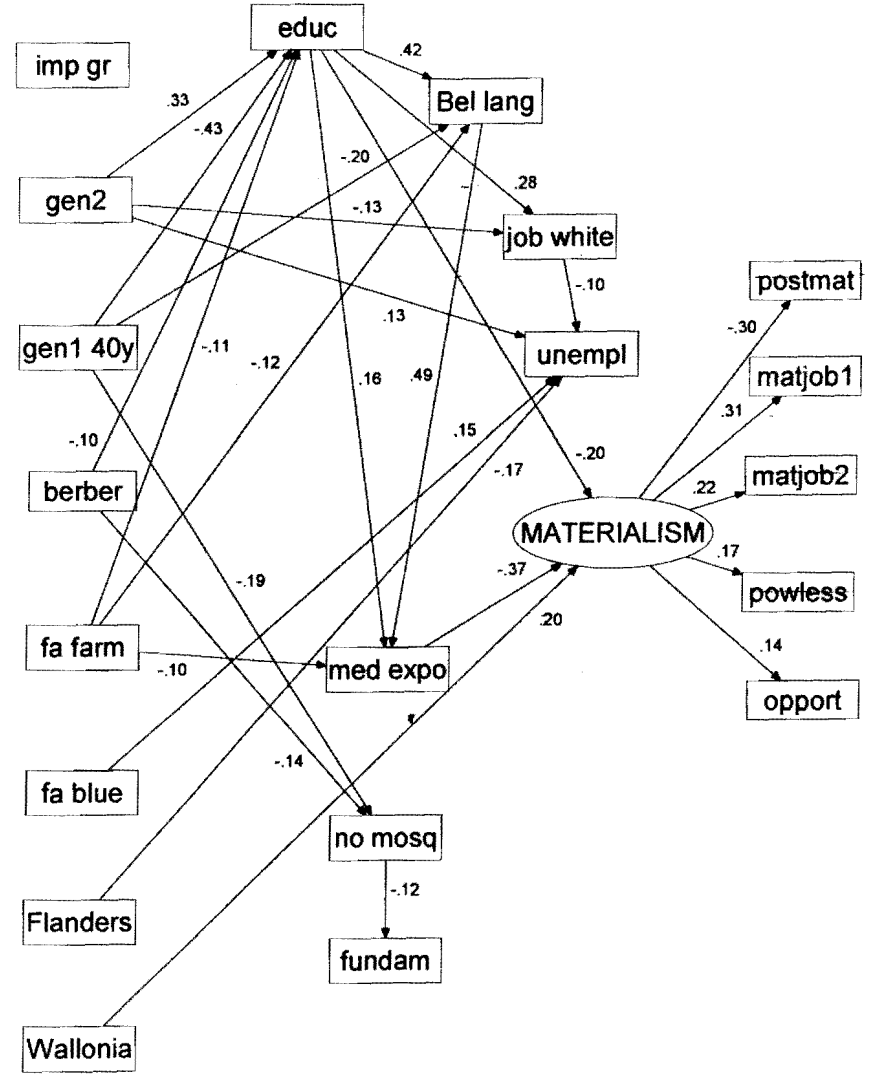 educ
.42
imp gr
Bel lang
.33
-.43
-.20
.28
gen2
-.13
job white
-.10
postmat
.13
-.30
gen1 40y
-.11
-.12
unempl
.16
.49
matjob1
.31
-.10
.15
-.17
-.20
berber
.22
matjob2
MATERIALISM
.17
-.19
-.37
powless
.20
fa farm
-.10
med expo
.14
opport
-.14
fa blue
no mosq
-.12
Flanders
fundam
Wallonia